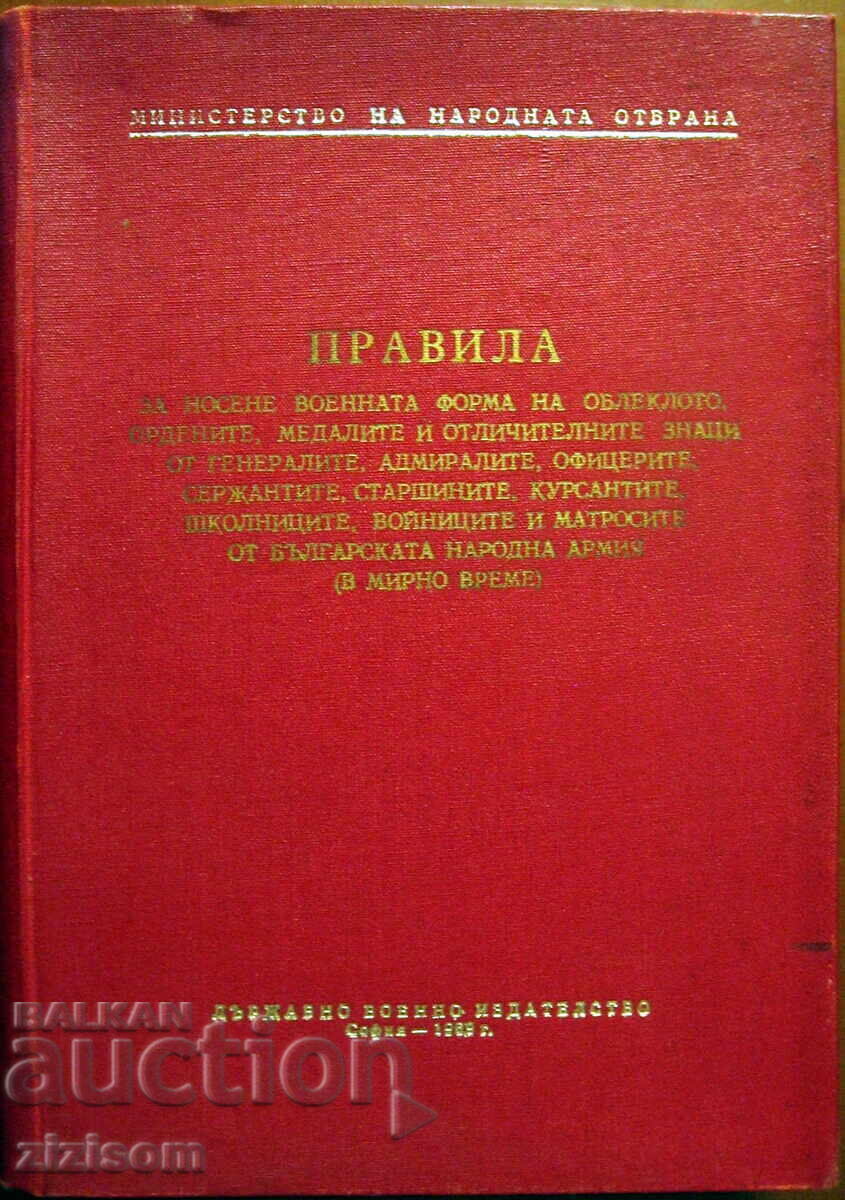 МИНИСТЕРСТВО НА НАРОДНАТА ОТБРАНА
ПРАВИЛА
ЗА НОСЕНЕ ВОЕННАТА ФОРМА НА ОБЛЕКЛОТО,
ОРДЕНИТЕ, МЕДАЛИТЕ И ОТЛИЧИТЕЛНИТЕ ЗНАЦИ
ОТ ГЕНЕРАЛИТЕ, АДМИРАЛИТЕ, ОФИЦЕРИТЕ,
СЕРЖАНТИТЕ, СТАРШИНИТЕ, КУРСАНТИТЕ,
ШКОЛНИЦИТЕ, ВОЙНИЦИТЕ И МАТРОСИТЕ
ОТ БЪЛГАРСКАТА НАРОДНА АРМИЯ
(В МИРНО ВРЕМЕ)
ДЪРЖАВНО ВОЕННО ИЗДАТЕЛСТВО
София — г.
BALKAN
auction
zizisom